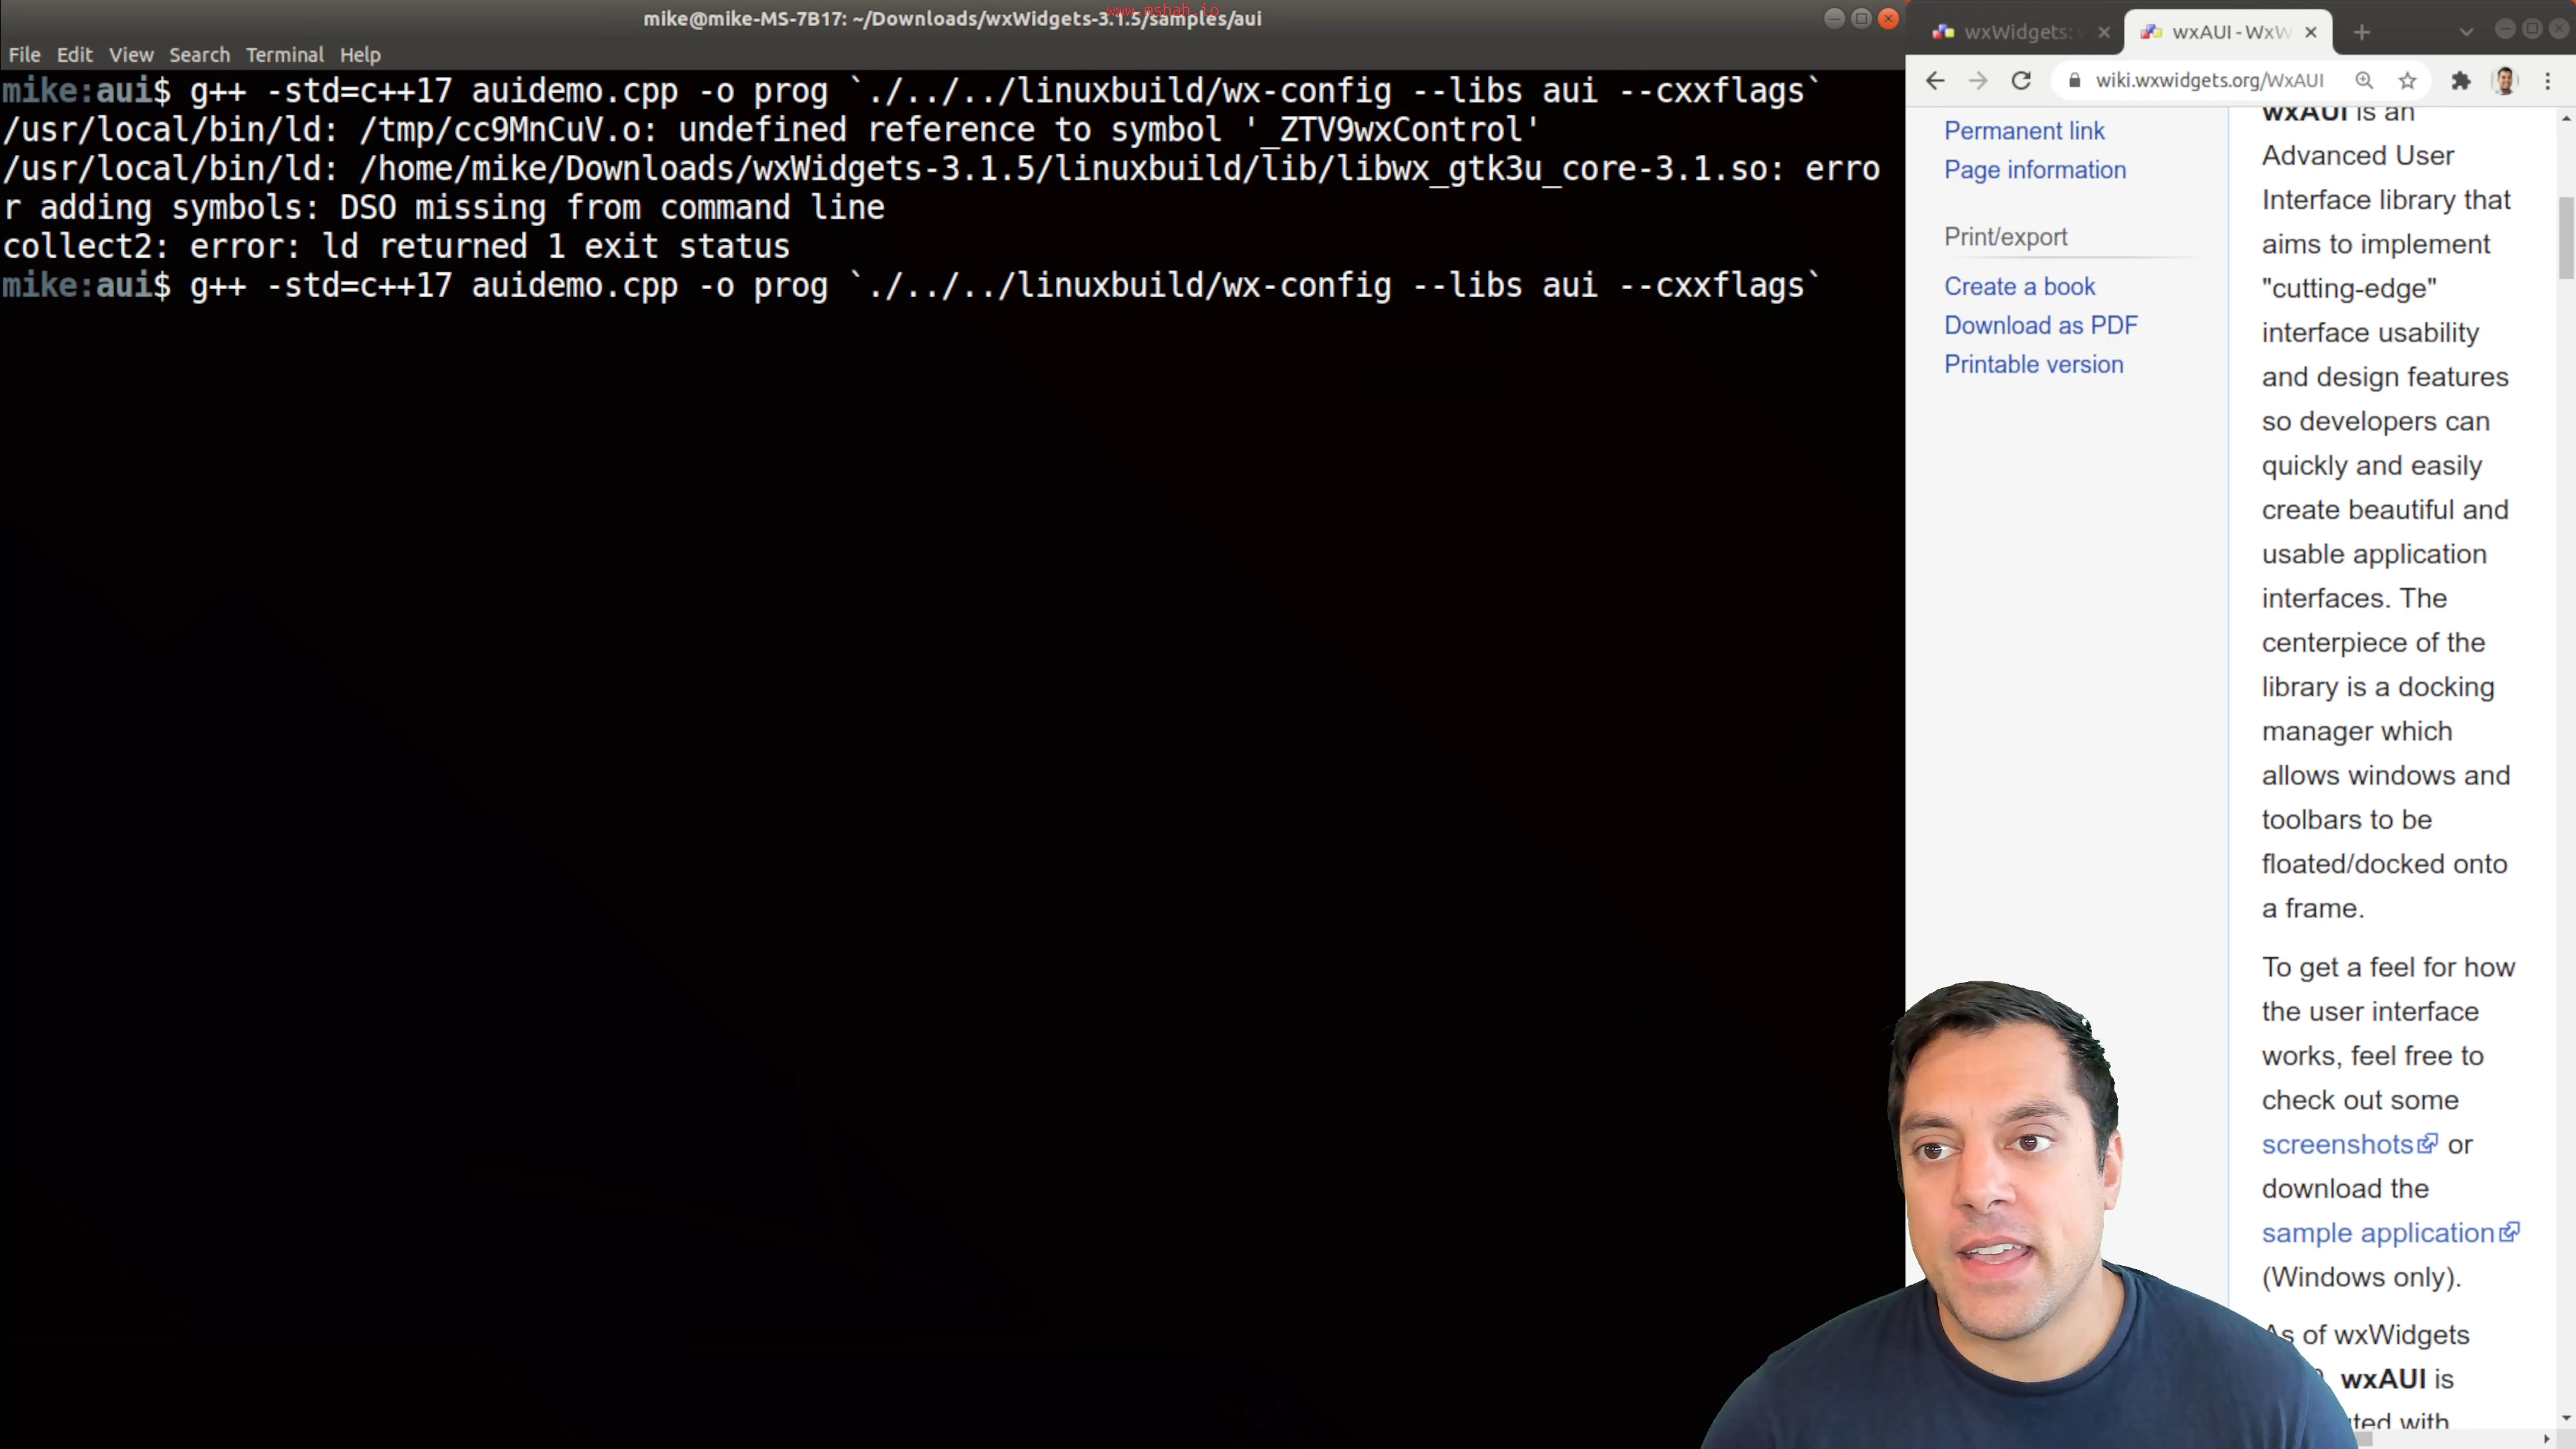 mike@mike-MS-7B17: ~/Downloads/wxWidgets-3.1.5/samples/aui
www.mshah.io
File Edit View Search Terminal Help
mike:aui$ g++ -std=c++17 auidemo.cpp -o prog `./../../linuxbuild/wx-config --libs aui --cxxflags`
/usr/local/bin/ld: /tmp/cc9MnCuV.o: undefined reference to symbol '_ZTV9wxControl'
/usr/local/bin/ld: /home/mike/Downloads/wxWidgets-3.1.5/linuxbuild/lib/libwx_gtk3u_core-3.1.so: erro
r adding symbols: DSO missing from command line
collect2: error: ld returned 1 exit status
mike:aui$ g++ -std=c++17 auidemo.cpp -o prog `./../../linuxbuild/wx-config --libs aui --cxxflags`
wxWidgets:
wxAUI - WxW
wiki.wxwidgets.org/WxAUI
Permanent link
Page information
Print/export
Create a book
Download as PDF
Printable version
wxAUI is an
Advanced User
Interface library that
aims to implement
"cutting-edge"
interface usability
and design features
so developers can
quickly and easily
create beautiful and
usable application
interfaces. The
centerpiece of the
library is a docking
manager which
allows windows and
toolbars to be
floated/docked onto
a frame.
To get a feel for how
the user interface
works, feel free to
check out some
screenshots or
download the
sample application
(Windows only).
As of wxWidgets
wxAUI is
with